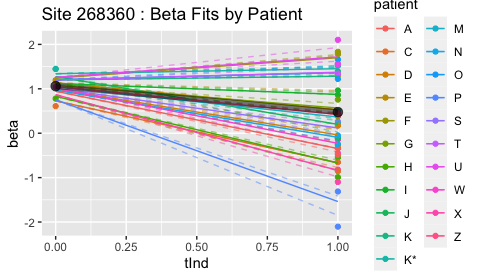 Site 268360 : Beta Fits by Patient
patient
2
1
0
-1
-2
beta
0.00 0.25 0.50 0.75 1.00
tInd
A
C
D
E
F
G
H
I
J
K
K*
M
N
O
P
S
T
U
W
X
Z